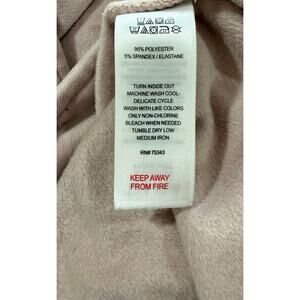 95% POLYESTER
5% SPANDEX / ELASTANE
TURN INSIDE OUT
MACHINE WASH COOL-
DELICATE CYCLE
WASH WITH LIKE COLORS
ONLY NON-CHLORINE
BLEACH WHEN NEEDED
TUMBLE DRY LOW
MEDIUM IRON
RN# 75343
KEEP AWAY
FROM FIRE